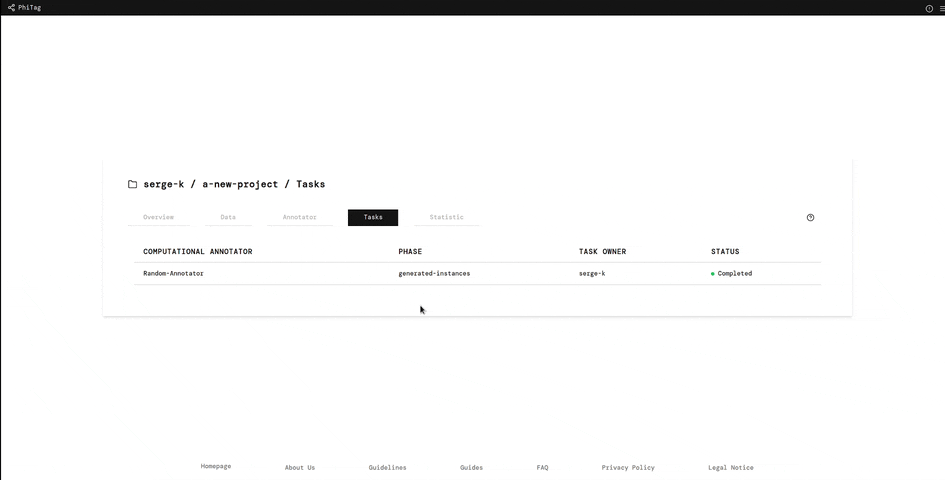 PhiTag
serge-k / a-new-project / Tasks
Overview Data Annotator Tasks Statistic
COMPUTATIONAL ANNOTATOR PHASE TASK OWNER STATUS
Random-Annotator generated-instances serge-k Completed
Homepage About Us Guidelines Guides FAQ Privacy Policy Legal Notice